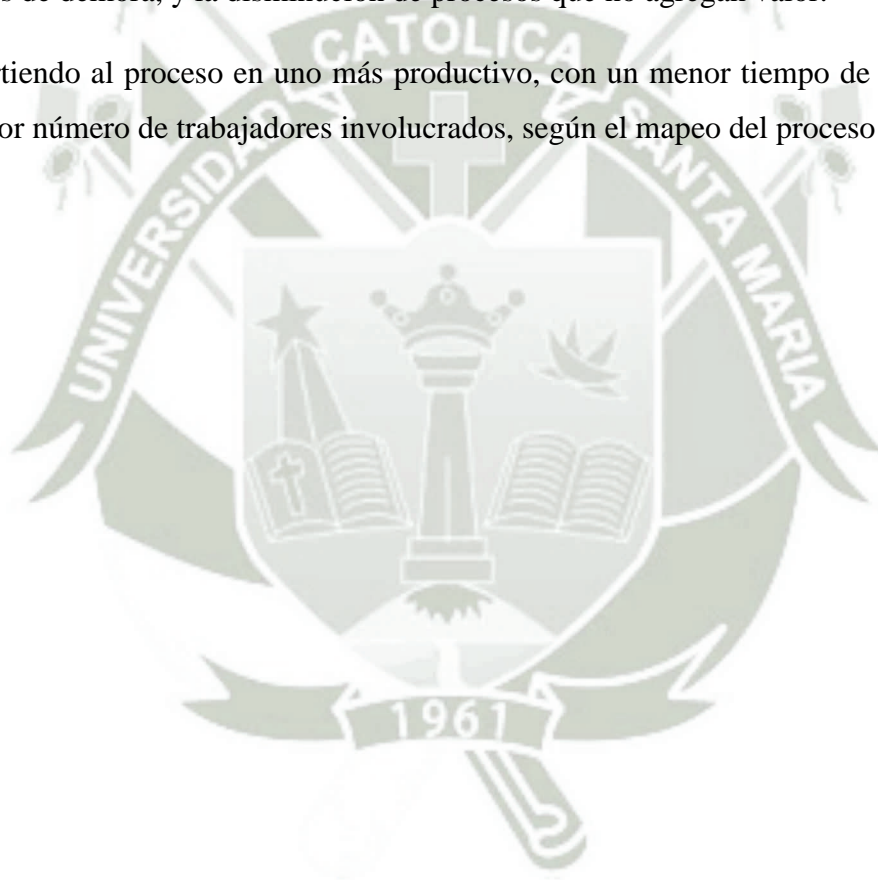 s de demora, y la disminución de procesos que no agregan valor.
rtiendo al proceso en uno más productivo, con un menor tiempo de
or número de trabajadores involucrados, según el mapeo del proceso
UNIVERSIDAD CATOLICA SANTA MARIA
1961